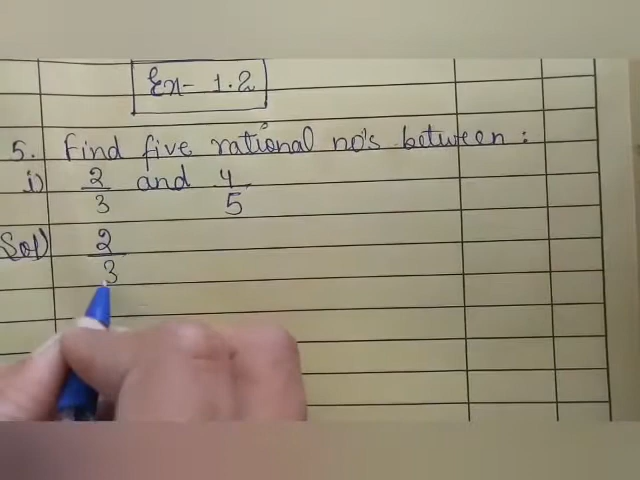 Ex- 1.2
5. Find five rational no's between :
i) 2/3 and 4/5
Sol) 2/3